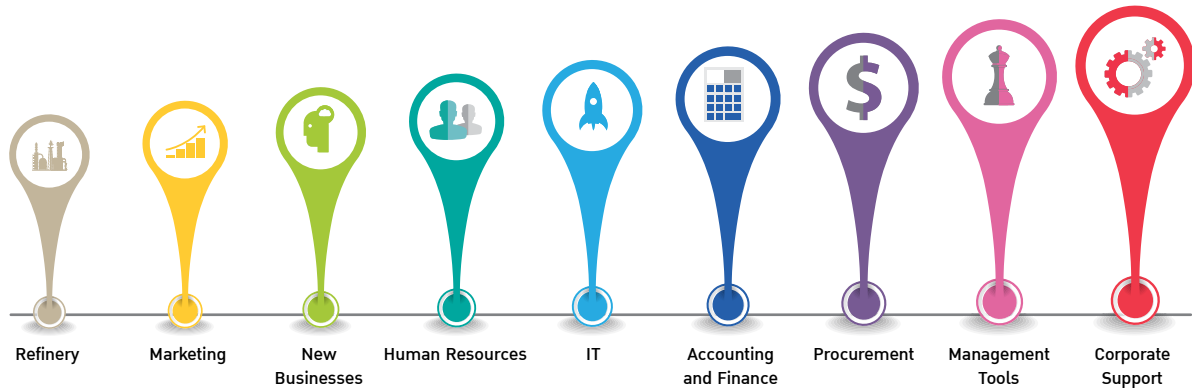 Refinery
Marketing
New
Businesses
Human Resources
IT
Accounting
and Finance
Procurement
Management
Tools
Corporate
Support
$